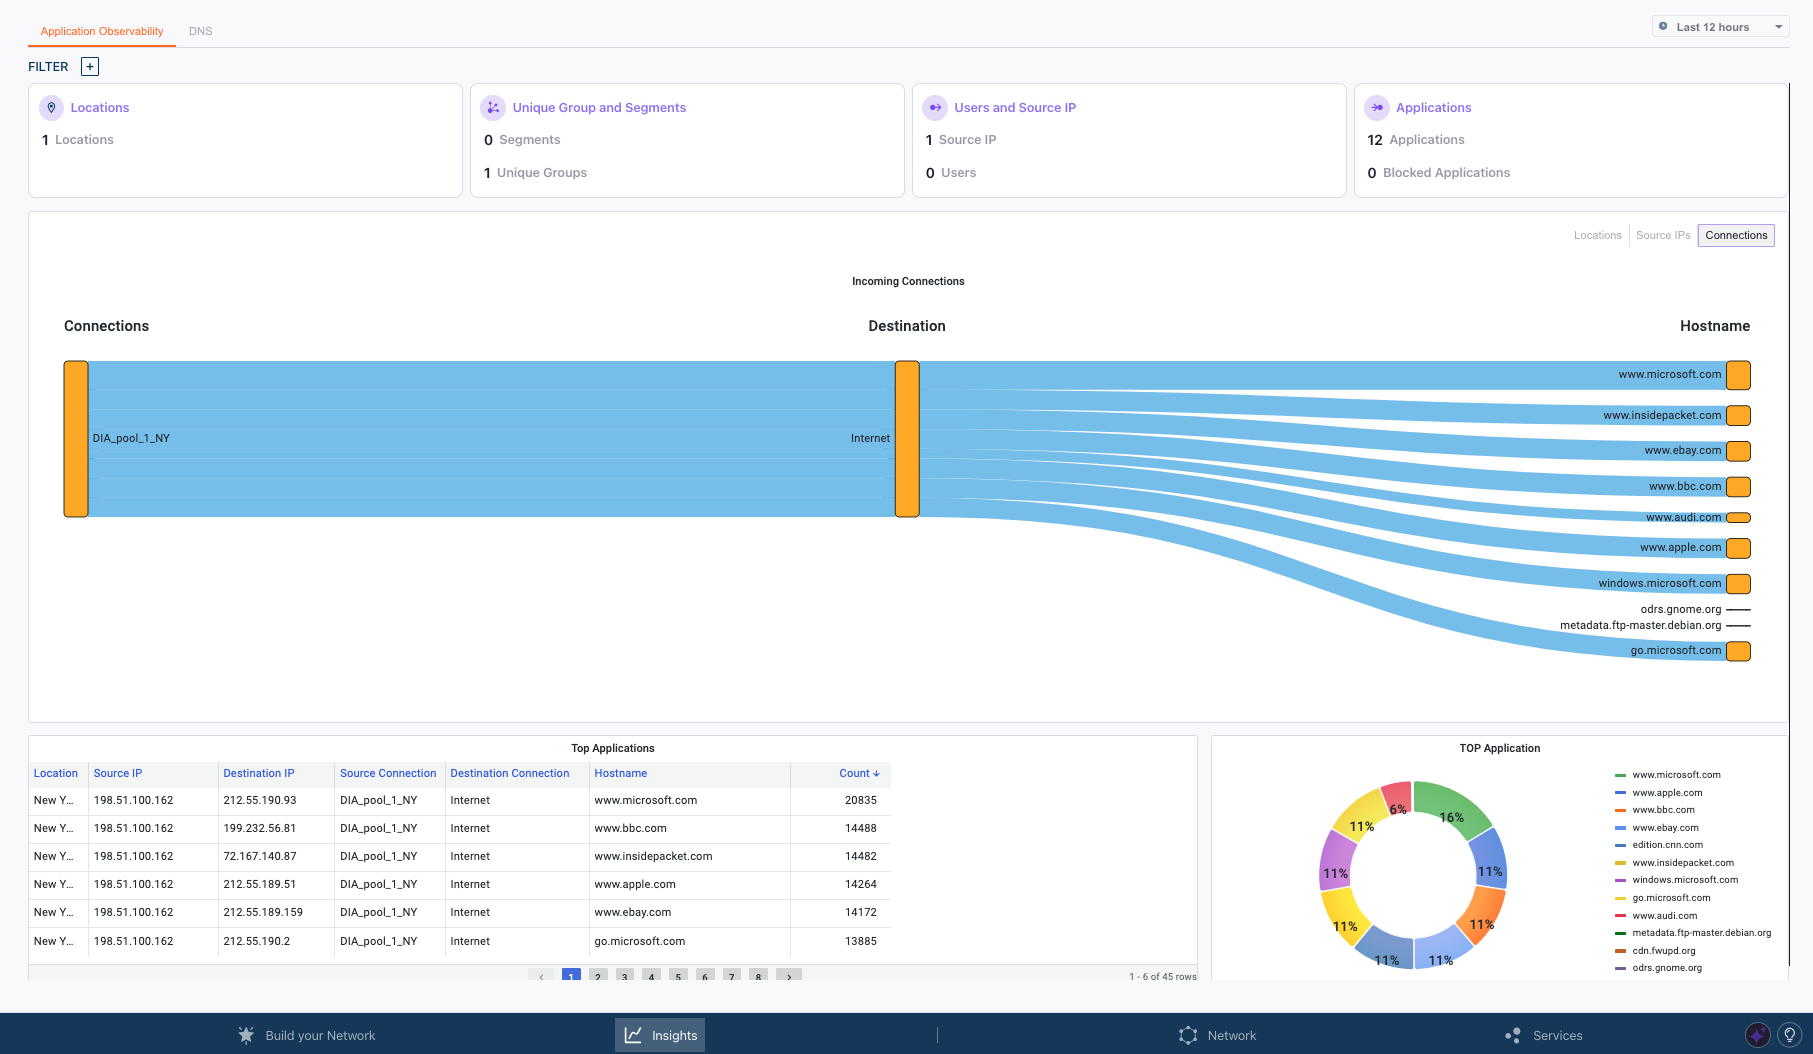 Application Observability DNS Last 12 hours
FILTER +
Locations
1 Locations
Unique Group and Segments
0 Segments
1 Unique Groups
Users and Source IP
1 Source IP
0 Users
Applications
12 Applications
0 Blocked Applications
Locations Source IPs Connections
Incoming Connections
Connections Destination Hostname
DIA_pool_1_NY
Internet
www.microsoft.com
www.insidepacket.com
www.ebay.com
www.bbc.com
www.audi.com
www.apple.com
windows.microsoft.com
odrs.gnome.org
metadata.ftp-master.debian.org
go.microsoft.com
Top Applications
Location Source IP Destination IP Source Connection Destination Connection Hostname Count ↓
New Y... 198.51.100.162 212.55.190.93 DIA_pool_1_NY Internet www.microsoft.com 20835
New Y... 198.51.100.162 199.232.56.81 DIA_pool_1_NY Internet www.bbc.com 14488
New Y... 198.51.100.162 72.167.140.87 DIA_pool_1_NY Internet www.insidepacket.com 14482
New Y... 198.51.100.162 212.55.189.51 DIA_pool_1_NY Internet www.apple.com 14264
New Y... 198.51.100.162 212.55.189.159 DIA_pool_1_NY Internet www.ebay.com 14172
New Y... 198.51.100.162 212.55.190.2 DIA_pool_1_NY Internet go.microsoft.com 13885
‹ 1 2 3 4 5 6 7 8 › 1 - 6 of 45 rows
TOP Application
16%
11%
11%
11%
11%
11%
11%
11%
6%
www.microsoft.com
www.apple.com
www.bbc.com
www.ebay.com
edition.cnn.com
www.insidepacket.com
windows.microsoft.com
go.microsoft.com
www.audi.com
metadata.ftp-master.debian.org
cdn.fwupd.org
odrs.gnome.org
Build your Network Insights Network Services